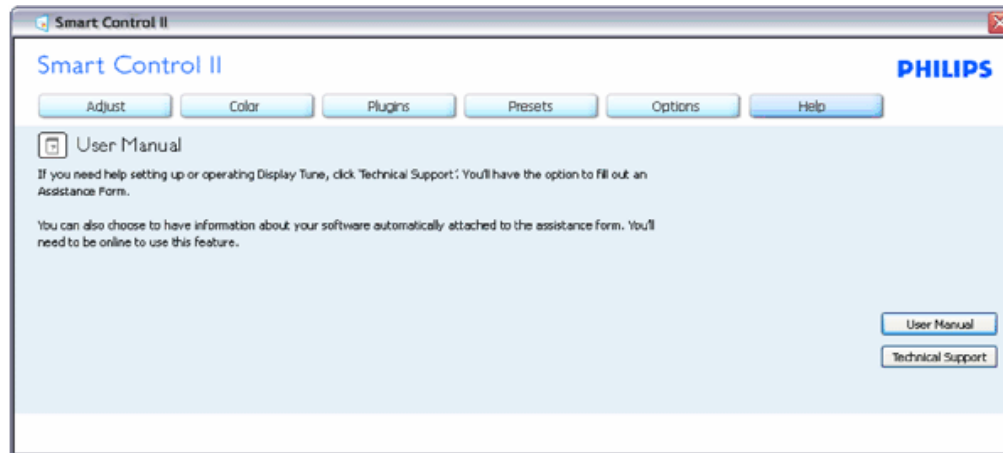 Smart Control II
Smart Control II
PHILIPS
Adjust
Color
Plugins
Presets
Options
Help
User Manual
If you need help setting up or operating Display Tune, click 'Technical Support'. You'll have the option to fill out an
Assistance Form.
You can also choose to have information about your software automatically attached to the assistance form. You'll
need to be online to use this feature.
User Manual
Technical Support